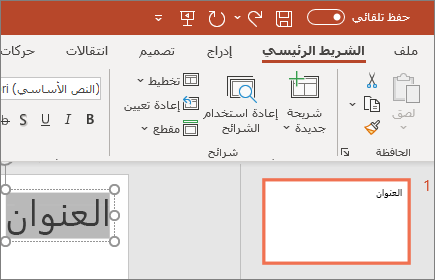 حفظ تلقائي
ملف الشريط الرئيسي إدراج تصميم انتقالات حركات
لصق
الحافظة
شريحة جديدة
إعادة استخدام الشرائح
تخطيط
إعادة تعيين
مقطع
شرائح
(النص الأساسي) ri
B I U S
1
العنوان
العنوان